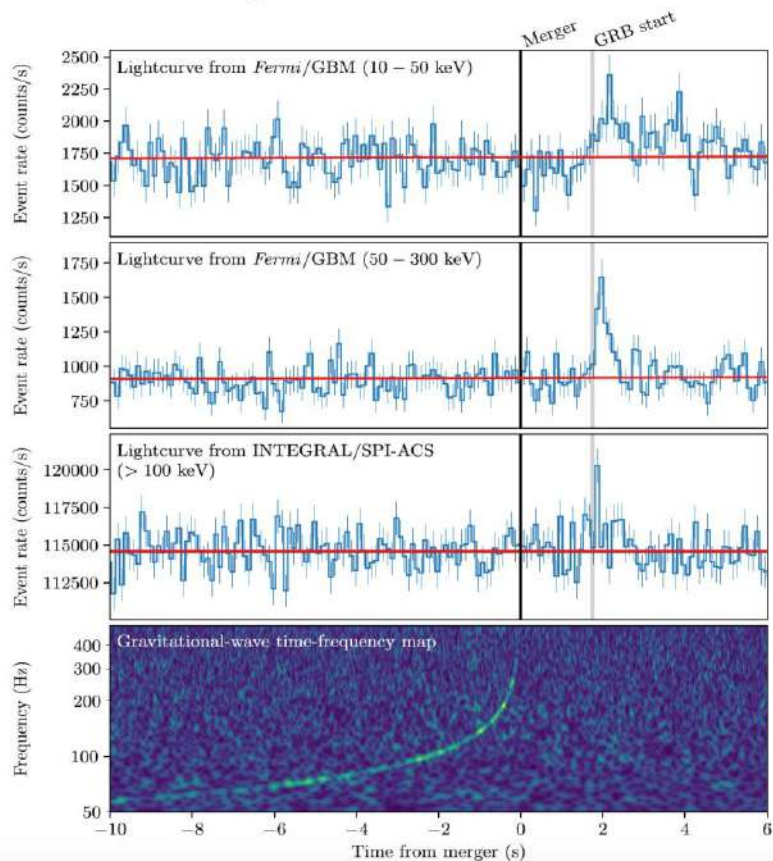 Merger
GRB start
Event rate (counts/s)
2500
2250
2000
1750
1500
1250
Lightcurve from Fermi/GBM (10 − 50 keV)
Event rate (counts/s)
1750
1500
1250
1000
750
Lightcurve from Fermi/GBM (50 − 300 keV)
Event rate (counts/s)
120000
117500
115000
112500
Lightcurve from INTEGRAL/SPI-ACS
(> 100 keV)
Frequency (Hz)
400
300
200
100
50
Gravitational-wave time-frequency map
−10 −8 −6 −4 −2 0 2 4 6
Time from merger (s)